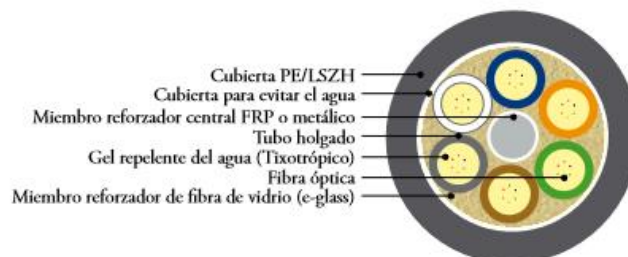 Cubierta PE/LSZH
Cubierta para evitar el agua
Miembro reforzador central FRP o metálico
Tubo holgado
Gel repelente del agua (Tixotrópico)
Fibra óptica
Miembro reforzador de fibra de vidrio (e-glass)